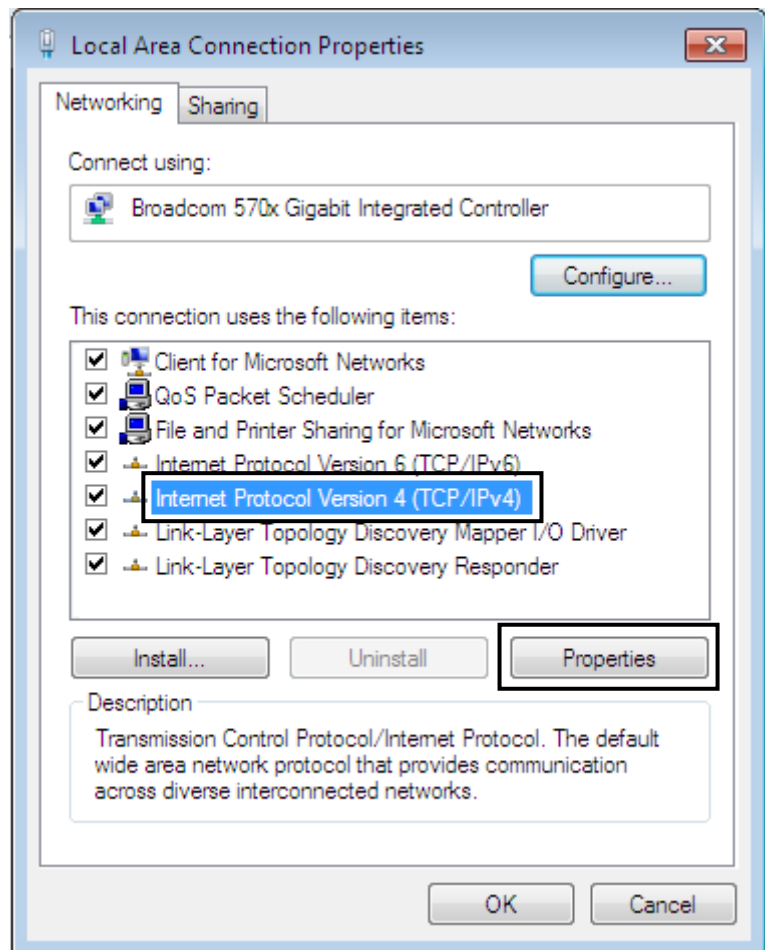 Local Area Connection Properties
Networking
Sharing
Connect using:
Broadcom 570x Gigabit Integrated Controller
Configure...
This connection uses the following items:
Client for Microsoft Networks
QoS Packet Scheduler
File and Printer Sharing for Microsoft Networks
Internet Protocol Version 6 (TCP/IPv6)
Internet Protocol Version 4 (TCP/IPv4)
Link-Layer Topology Discovery Mapper I/O Driver
Link-Layer Topology Discovery Responder
Install...
Uninstall
Properties
Description
Transmission Control Protocol/Internet Protocol. The default
wide area network protocol that provides communication
across diverse interconnected networks.
OK
Cancel